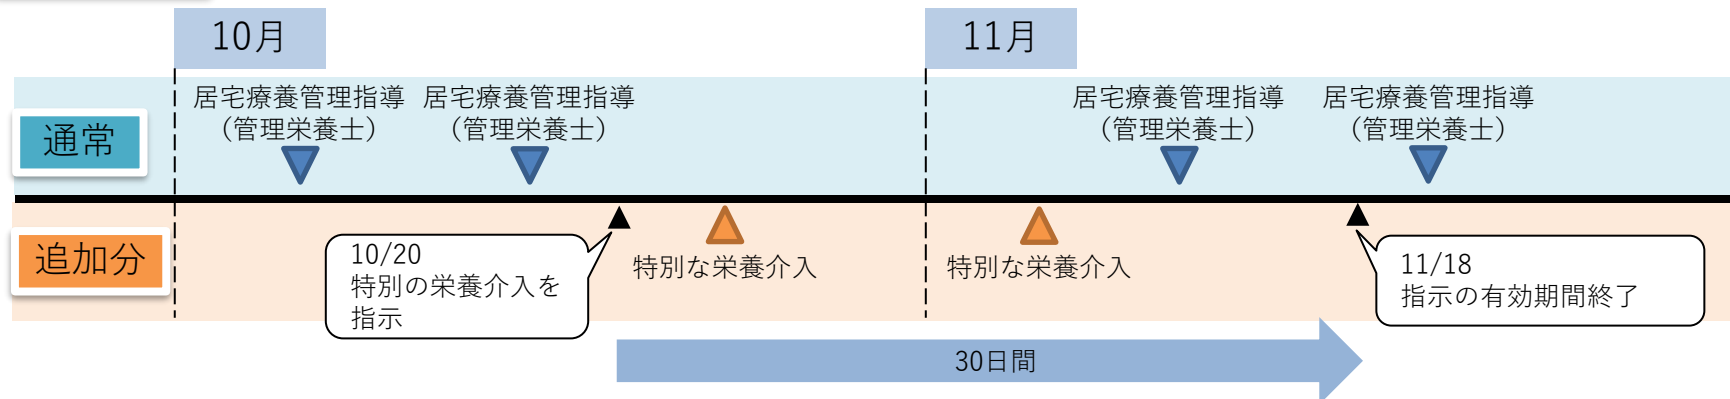 10月
11月
通常
居宅療養管理指導
（管理栄養士）
居宅療養管理指導
（管理栄養士）
居宅療養管理指導
（管理栄養士）
居宅療養管理指導
（管理栄養士）
追加分
10/20
特別の栄養介入を
指示
特別な栄養介入
特別な栄養介入
11/18
指示の有効期間終了
30日間